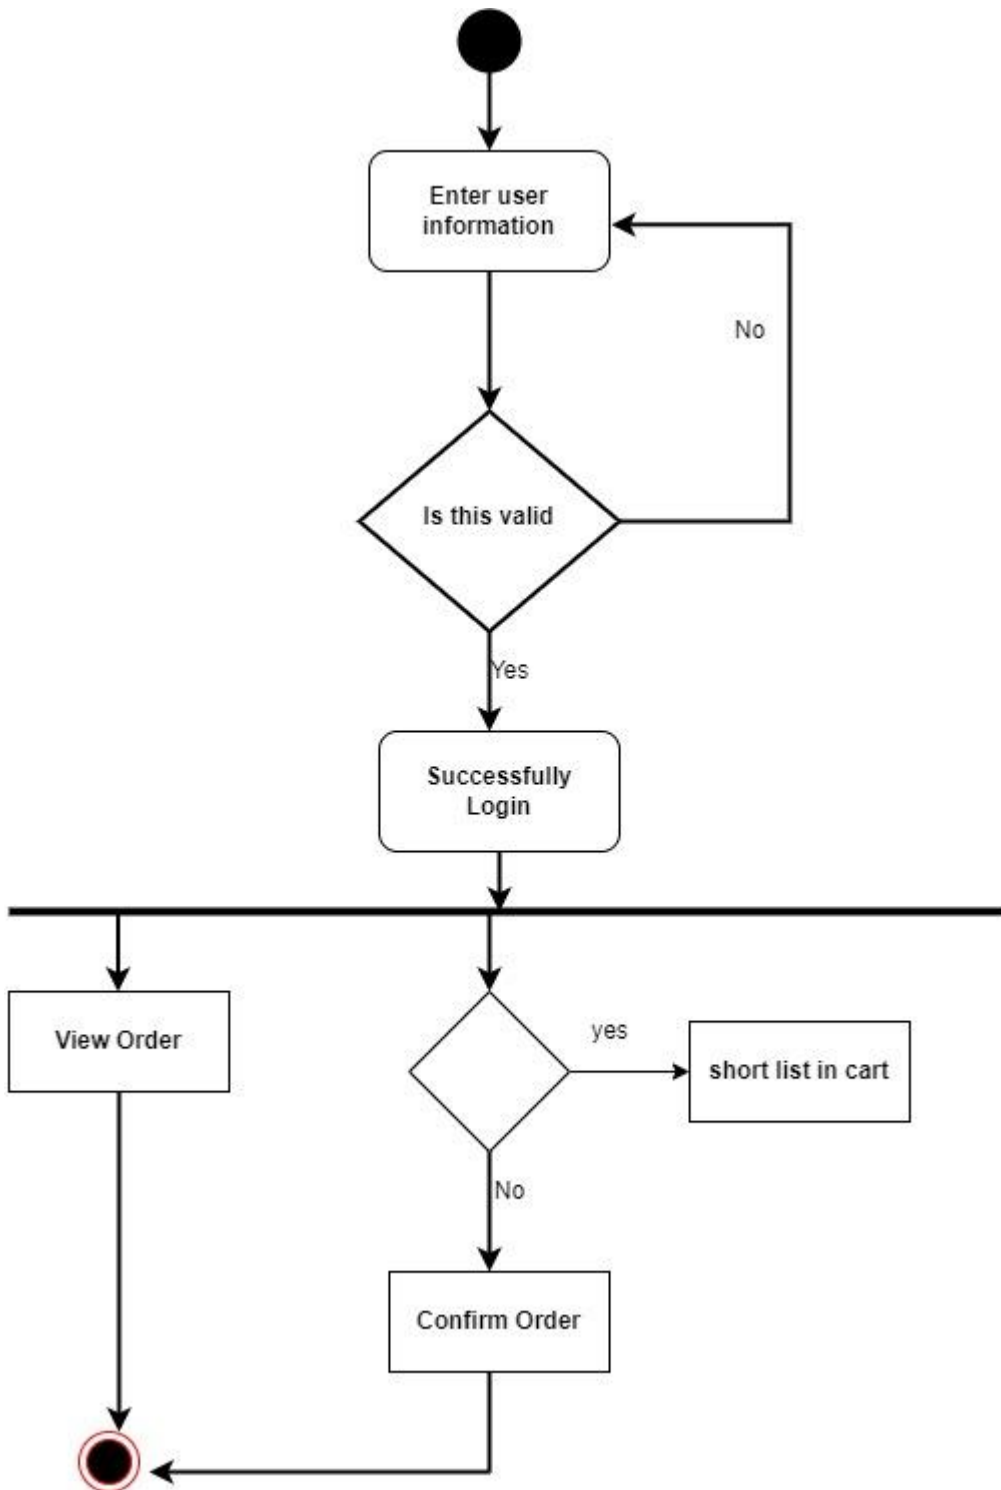 Enter user
information
No
Is this valid
Yes
Successfully
Login
View Order
yes
short list in cart
No
Confirm Order